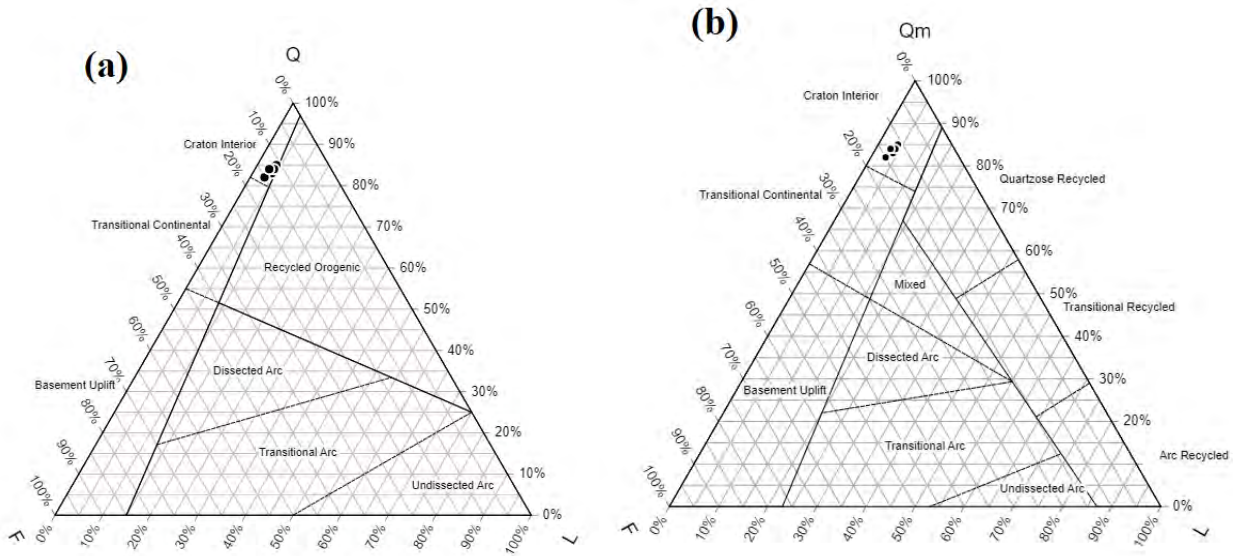 (a)
Q
0%
100%
10%
90%
Craton Interior
20%
80%
30%
Transitional Continental
70%
40%
Recycled Orogenic
60%
50%
50%
60%
40%
70%
Dissected Arc
Basement Uplift
30%
80%
20%
90%
Transitional Arc
10%
100%
Undissected Arc
0%
F
0%
10%
20%
30%
40%
50%
60%
70%
80%
90%
100%
L
(b)
Qm
0%
100%
Craton Interior
10%
90%
20%
80%
Quartzose Recycled
30%
Transitional Continental
70%
40%
60%
50%
Mixed
50%
Transitional Recycled
60%
40%
Dissected Arc
70%
Basement Uplift
30%
80%
20%
90%
Transitional Arc
Arc Recycled
10%
100%
Undissected Arc
0%
F
0%
10%
20%
30%
40%
50%
60%
70%
80%
90%
100%
L